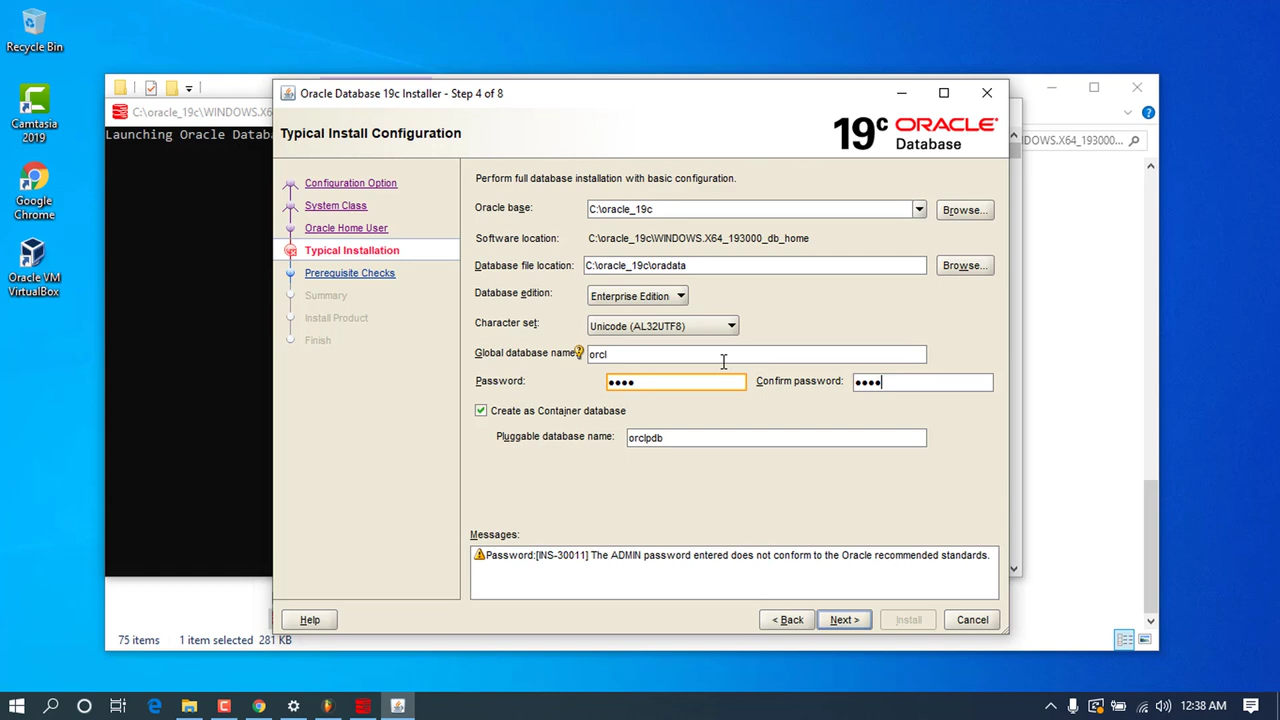 Recycle Bin
Camtasia
2019
Google
Chrome
Oracle VM
VirtualBox
C:\oracle_19c\WINDOWS.X6
Launching Oracle Databa
DOWS.X64_193000...
Oracle Database 19c Installer - Step 4 of 8
Typical Install Configuration
19c ORACLE
Database
Configuration Option
System Class
Oracle Home User
Typical Installation
Prerequisite Checks
Summary
Install Product
Finish
Perform full database installation with basic configuration.
Oracle base: C:\oracle_19c Browse...
Software location: C:\oracle_19c\WINDOWS.X64_193000_db_home
Database file location: C:\oracle_19c\oradata Browse...
Database edition: Enterprise Edition
Character set: Unicode (AL32UTF8)
Global database name: orcl
Password: •••• Confirm password: ••••
Create as Container database
Pluggable database name: orclpdb
Messages:
Password:[INS-30011] The ADMIN password entered does not conform to the Oracle recommended standards.
Help < Back Next > Install Cancel
75 items 1 item selected 281 KB
12:38 AM